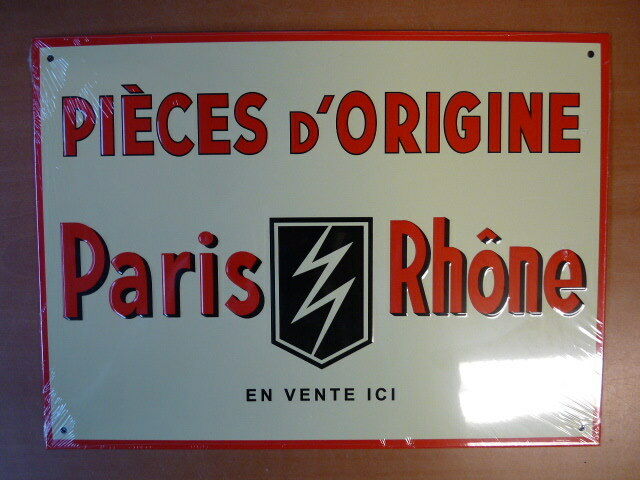 PIÈCES D'ORIGINE
Paris Rhône
EN VENTE ICI